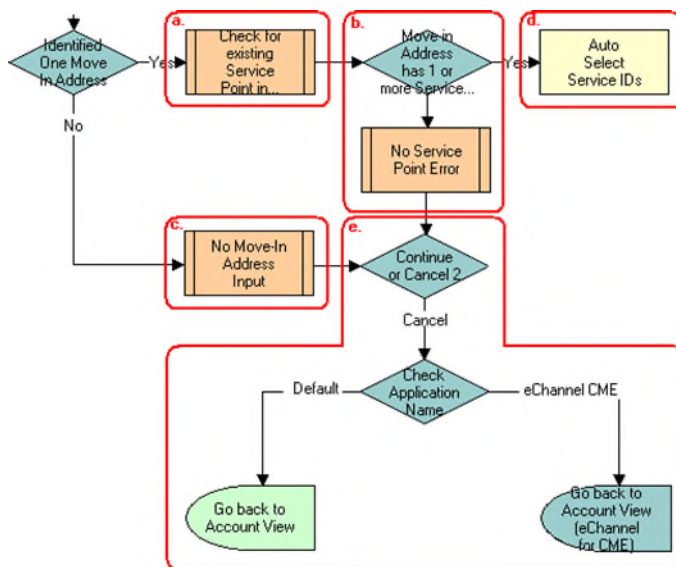 a.
b.
d.
Identified
One Move
In Address
Yes
Check for
existing
Service
Point in...
Move-in
Address
has 1 or
more Service...
Yes
Auto
Select
Service IDs
No
No Service
Point Error
c.
e.
No Move-In
Address
Input
Continue
or Cancel 2
Cancel
Check
Application
Name
Default
eChannel CME
Go back to
Account View
Go back to
Account View
(eChannel
for CME)